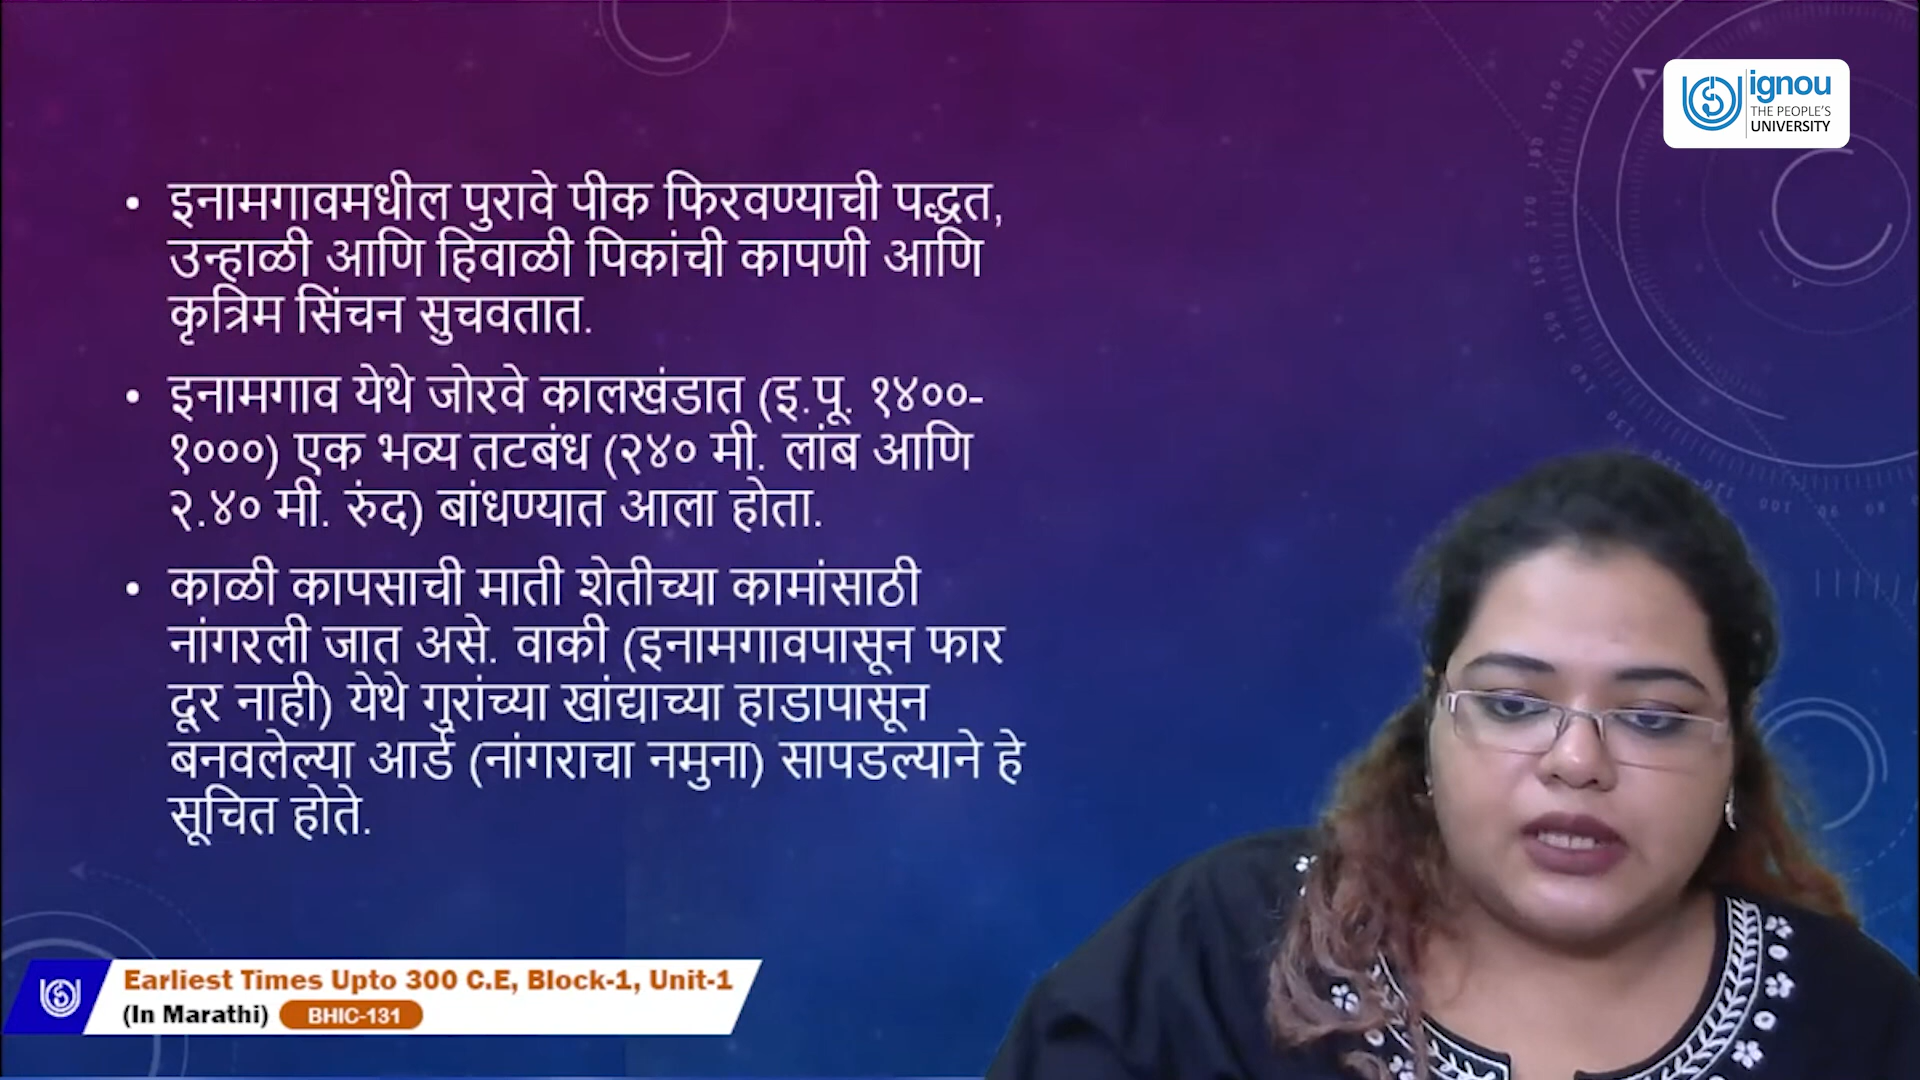 ignou
THE PEOPLE'S
UNIVERSITY
• इनामगावमधील पुरावे पीक फिरवण्याची पद्धत,
उन्हाळी आणि हिवाळी पिकांची कापणी आणि
कृत्रिम सिंचन सुचवतात.
• इनामगाव येथे जोरवे कालखंडात (इ.पू. १४००-
१०००) एक भव्य तटबंध (२४० मी. लांब आणि
२.४० मी. रुंद) बांधण्यात आला होता.
• काळी कापसाची माती शेतीच्या कामांसाठी
नांगरली जात असे. वाकी (इनामगावपासून फार
दूर नाही) येथे गुरांच्या खांद्याच्या हाडापासून
बनवलेल्या आर्ड (नांगराचा नमुना) सापडल्याने हे
सूचित होते.
Earliest Times Upto 300 C.E, Block-1, Unit-1
(In Marathi) BHIC-131